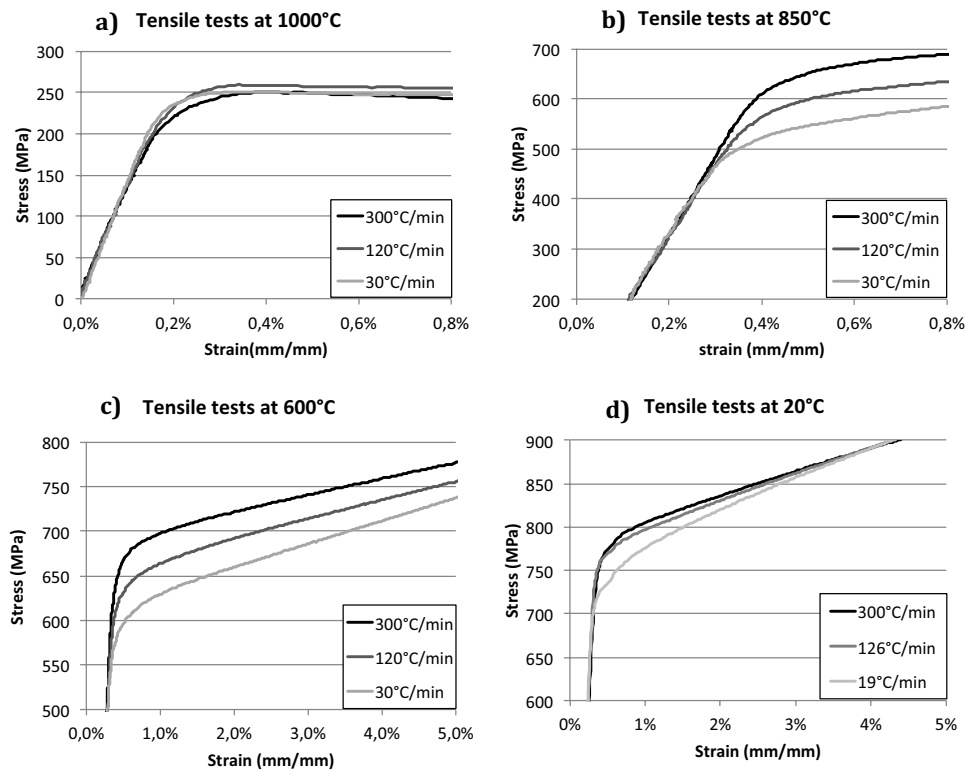 a) Tensile tests at 1000°C
Stress (MPa)
300
250
200
150
100
50
0
0,0% 0,2% 0,4% 0,6% 0,8%
Strain(mm/mm)
300°C/min
120°C/min
30°C/min
b) Tensile tests at 850°C
Stress (MPa)
700
600
500
400
300
200
0,0% 0,2% 0,4% 0,6% 0,8%
strain (mm/mm)
300°C/min
120°C/min
30°C/min
c) Tensile tests at 600°C
Stress (MPa)
800
750
700
650
600
550
500
0,0% 1,0% 2,0% 3,0% 4,0% 5,0%
Strain (mm/mm)
300°C/min
120°C/min
30°C/min
d) Tensile tests at 20°C
Stress (MPa)
900
850
800
750
700
650
600
0% 1% 2% 3% 4% 5%
Strain (mm/mm)
300°C/min
126°C/min
19°C/min